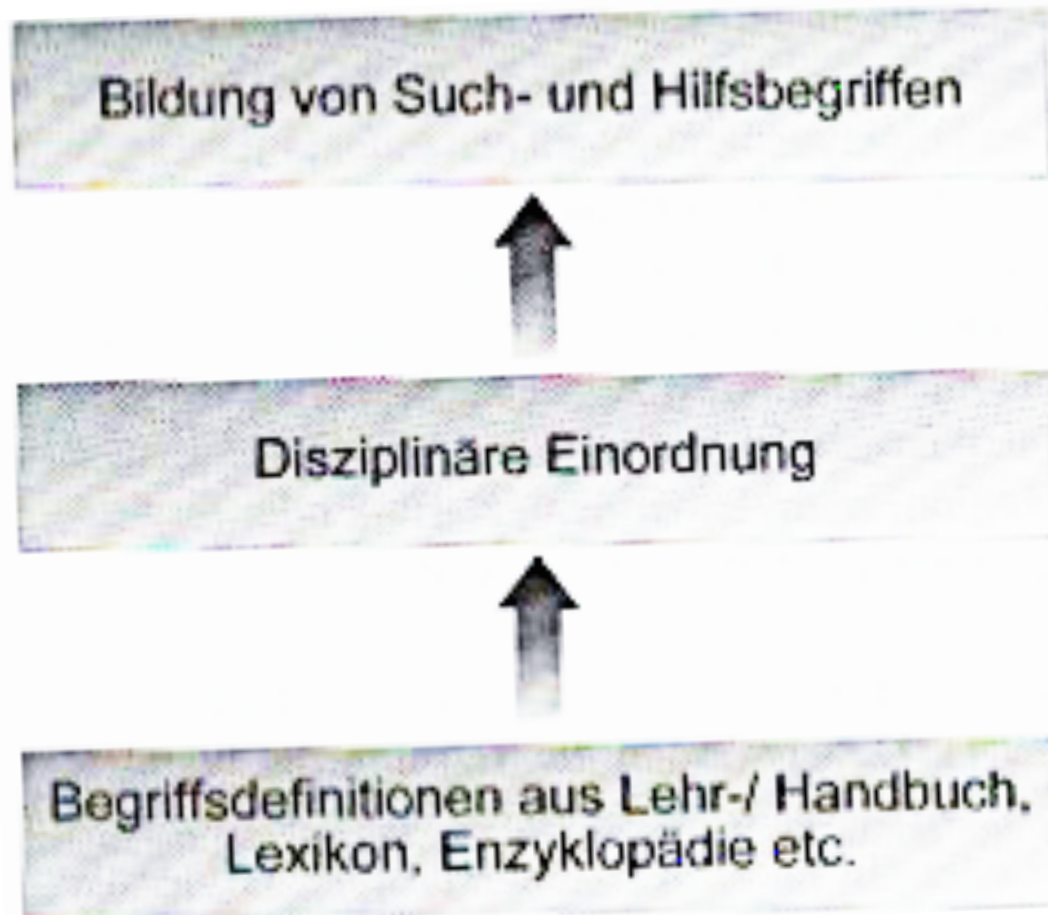 Bildung von Such- und Hilfsbegriffen
Disziplinäre Einordnung
Begriffsdefinitionen aus Lehr-/ Handbuch,
Lexikon, Enzyklopädie etc.